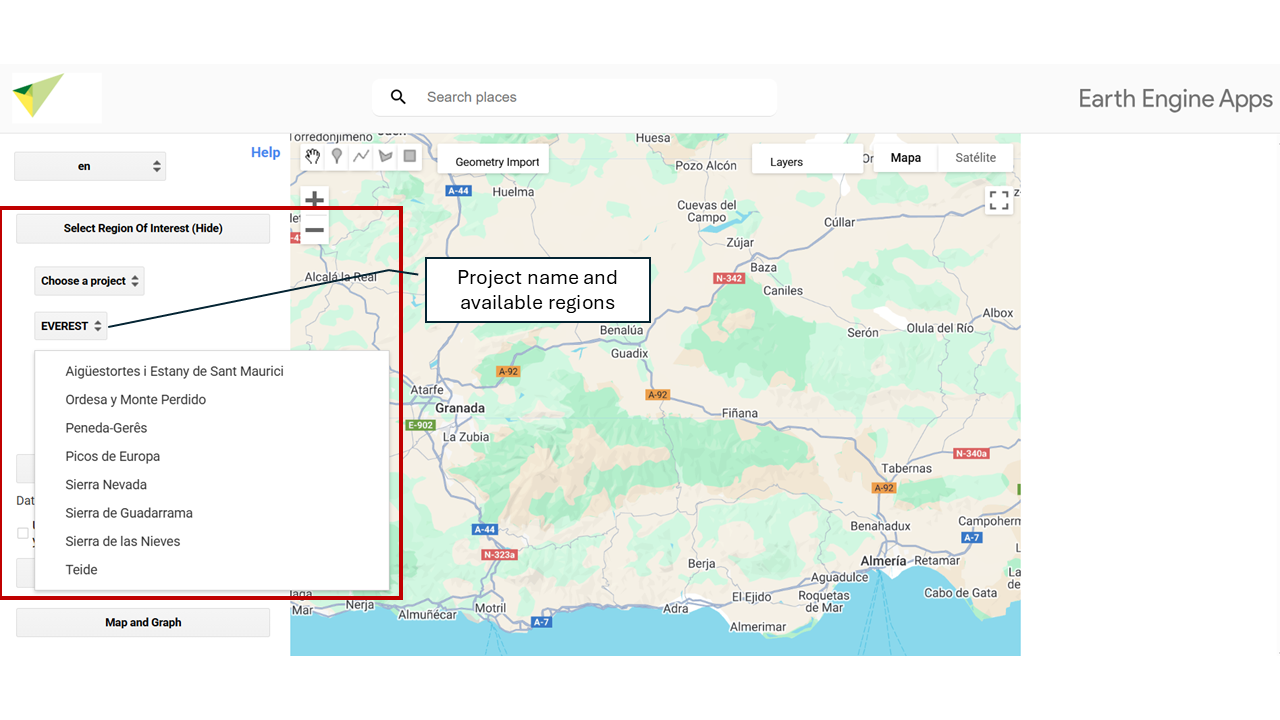 Search places
Earth Engine Apps
en
Help
Select Region Of Interest (Hide)
Choose a project
EVEREST
Aigüestortes i Estany de Sant Maurici
Ordesa y Monte Perdido
Peneda-Gerês
Picos de Europa
Sierra Nevada
Sierra de Guadarrama
Sierra de las Nieves
Teide
Dat
Map and Graph
Project name and
available regions
Geometry Import
Layers
Mapa
Satélite
Torredonjimeno
Huesa
Pozo Alcón
A-44
Huelma
Cuevas del
Campo
Cúllar
Zújar
Alcalá la Real
Baza
N-342
Caniles
Albox
Benalúa
Serón
Olula del Río
Guadix
A-92
Atarfe
A-92
Granada
Fiñana
E-902
La Zubia
N-340a
Tabernas
A-92
A-44
Benahadux
Campoherm
A-7
N-323a
Berja
Almería
Retamar
Aguadulce
Nerja
Almuñécar
Motril
Adra
El Ejido
Roquetas
de Mar
Cabo de Gata
A-7
Almerimar
Mar